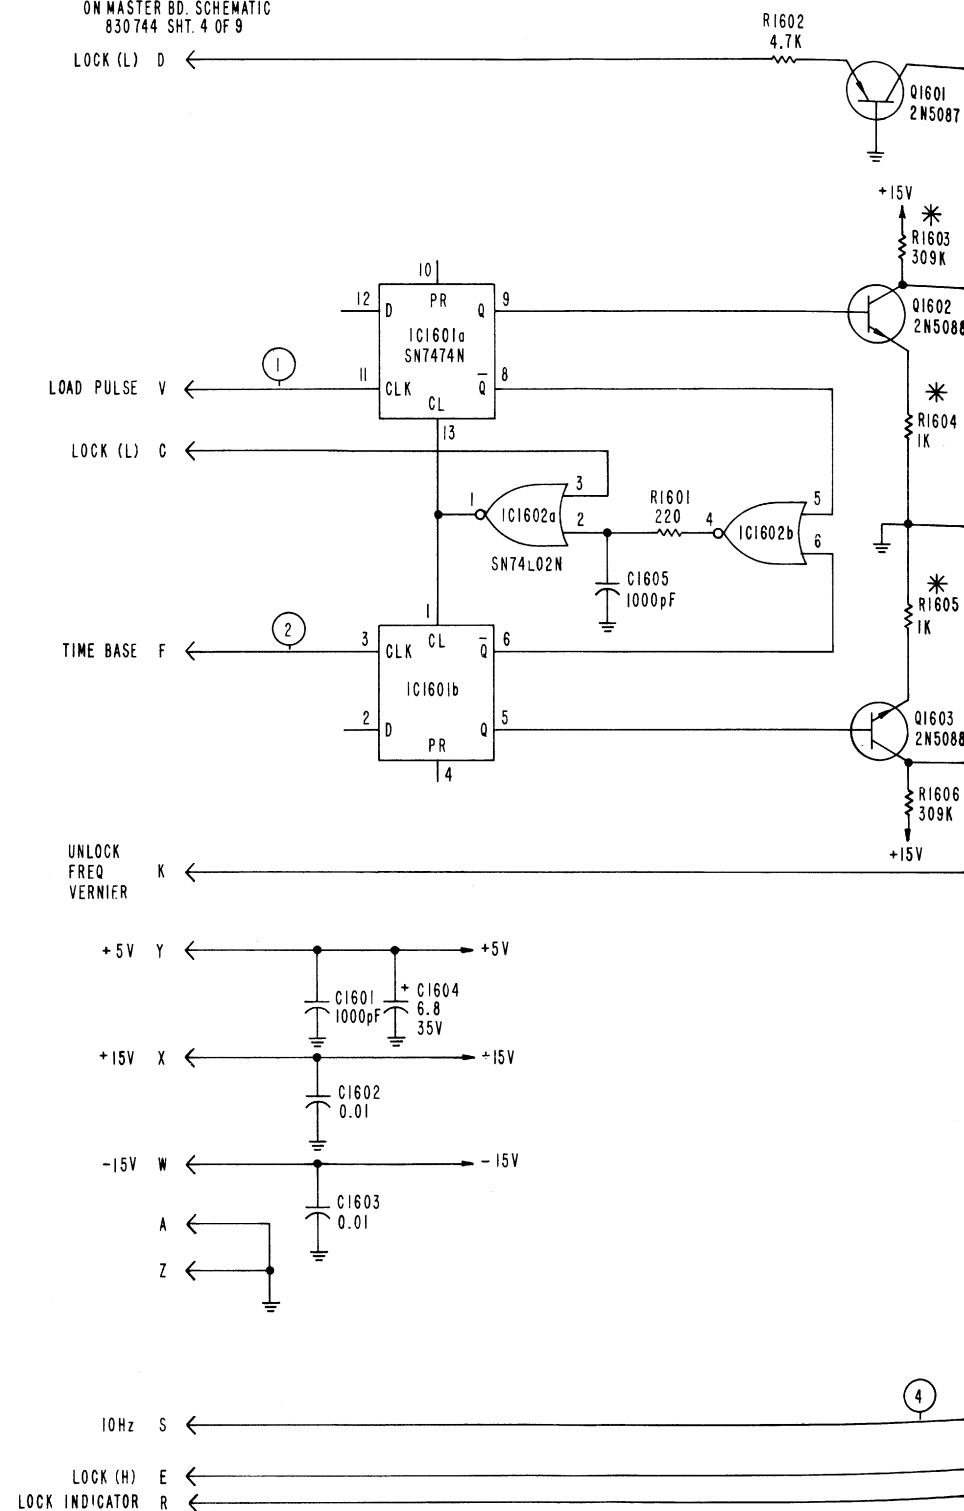 ON MASTER BD. SCHEMATIC
830744 SHT. 4 OF 9
LOCK (L) D
R1602
4.7K
Q1601
2N5087
+15V
R1603
309K
10
12 D PR Q 9
IC1601a
SN7474N
Q1602
2N5088
1
LOAD PULSE V
11 CLK Q 8
CL
13
R1604
1K
LOCK (L) C
3
1 IC1602a 2
SN74L02N
R1601
220
4 IC1602b 5
6
C1605
1000pF
R1605
1K
2
TIME BASE F
1
3 CLK CL Q 6
IC1601b
2 D Q 5
PR
4
Q1603
2N5088
R1606
309K
+15V
UNLOCK
FREQ K
VERNIER
+5V Y +5V
C1601
1000pF
+ C1604
6.8
35V
+15V X +15V
C1602
0.01
-15V W -15V
C1603
0.01
A
Z
4
10Hz S
LOCK (H) E
LOCK INDICATOR R